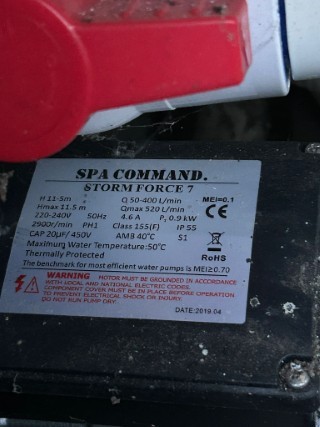 SPA COMMAND.
STORM FORCE 7
H 11-5m Q 50-400 L/min MEI=0.1
Hmax 11.5 m Qmax 520 L/min
220-240V 50Hz 4.6 A P2 0.9 kW CE
2900r/min PH1 Class 155(F) IP 55
CAP 20μF/ 450V AMB 40°C S1
Maximum Water Temperature:50°C
Thermally Protected RoHS
The benchmark for most efficient water pumps is MEI≥0.70
WARNING MOTOR MUST BE GROUNDED IN ACCORDANCE
WITH LOCAL AND NATIONAL ELECTRIC CODES.
COMPONENT COVER MUST BE IN PLACE BEFORE OPERATION
TO PREVENT ELECTRICAL SHOCK OR INJURY.
DO NOT RUN PUMP DRY.
DATE:2019.04